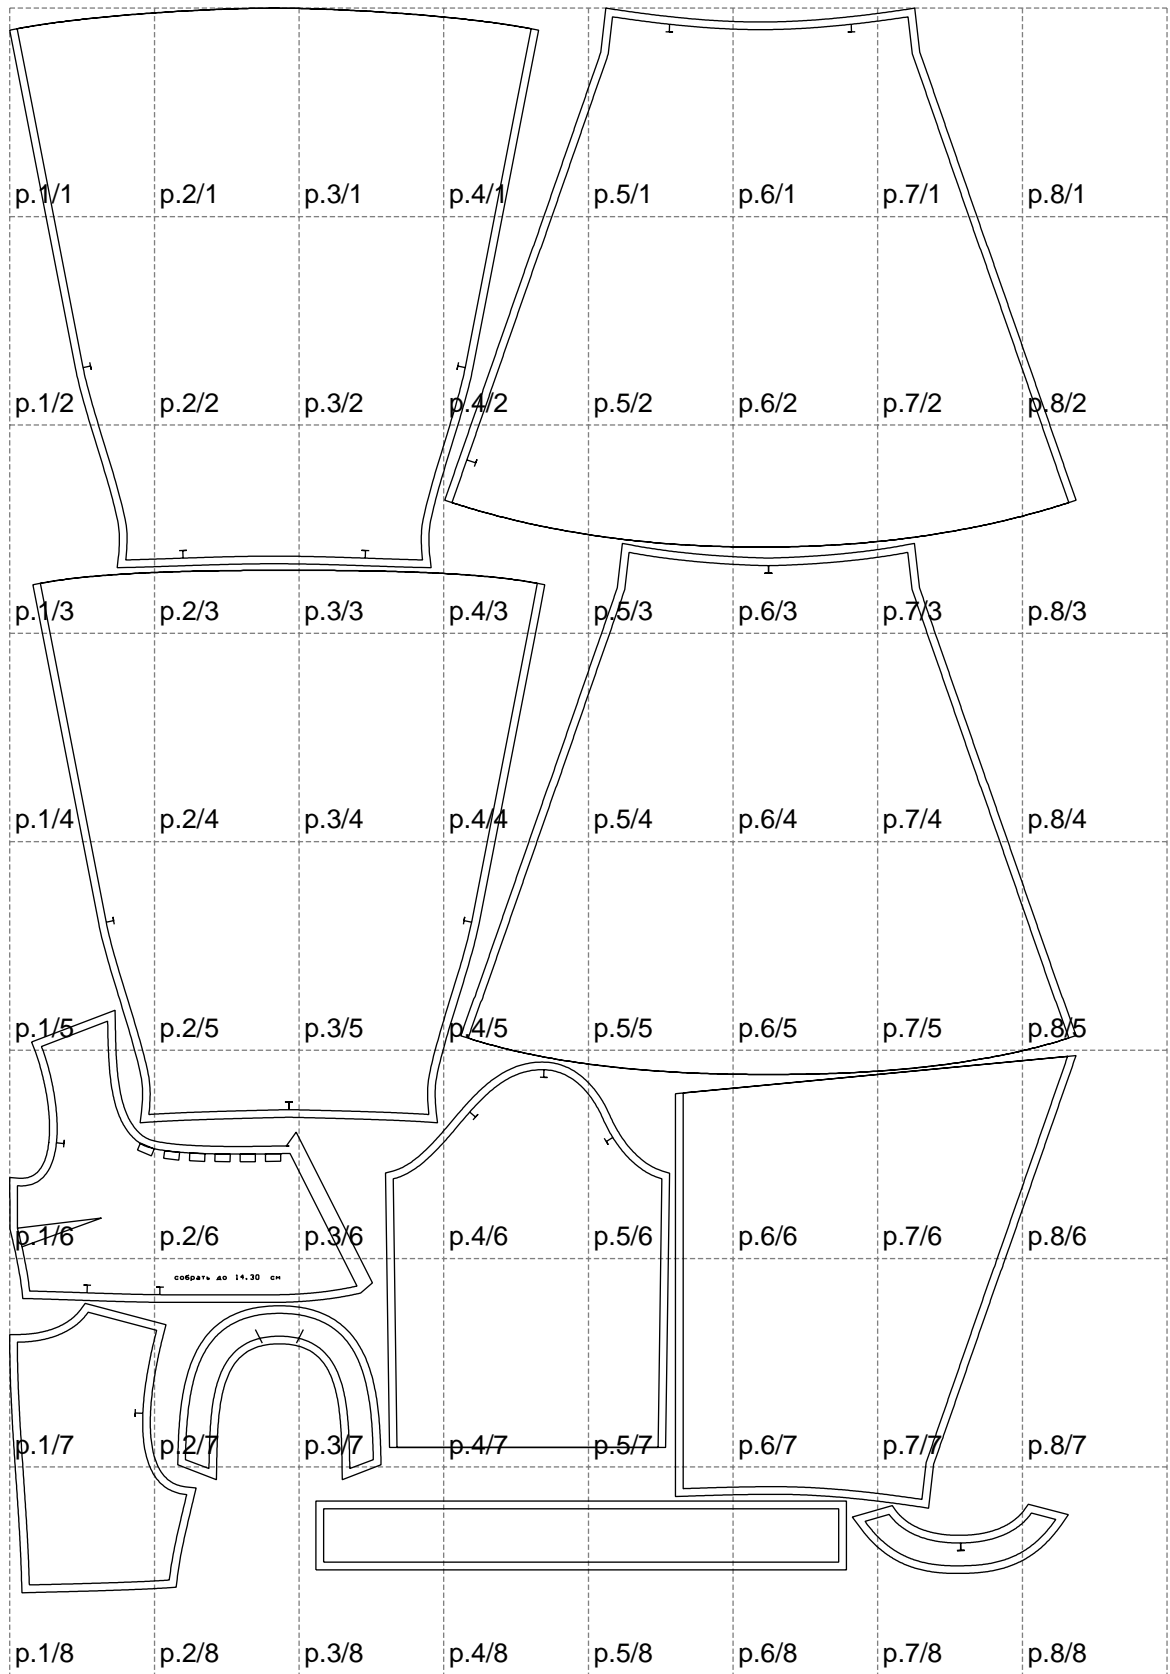 p.1/1 p.2/1 p.3/1 p.4/1 p.5/1 p.6/1 p.7/1 p.8/1
p.1/2 p.2/2 p.3/2 p.4/2 p.5/2 p.6/2 p.7/2 p.8/2
p.1/3 p.2/3 p.3/3 p.4/3 p.5/3 p.6/3 p.7/3 p.8/3
p.1/4 p.2/4 p.3/4 p.4/4 p.5/4 p.6/4 p.7/4 p.8/4
p.1/5 p.2/5 p.3/5 p.4/5 p.5/5 p.6/5 p.7/5 p.8/5
p.1/6 p.2/6 p.3/6 p.4/6 p.5/6 p.6/6 p.7/6 p.8/6
собрать до 14.30 см
p.1/7 p.2/7 p.3/7 p.4/7 p.5/7 p.6/7 p.7/7 p.8/7
p.1/8 p.2/8 p.3/8 p.4/8 p.5/8 p.6/8 p.7/8 p.8/8